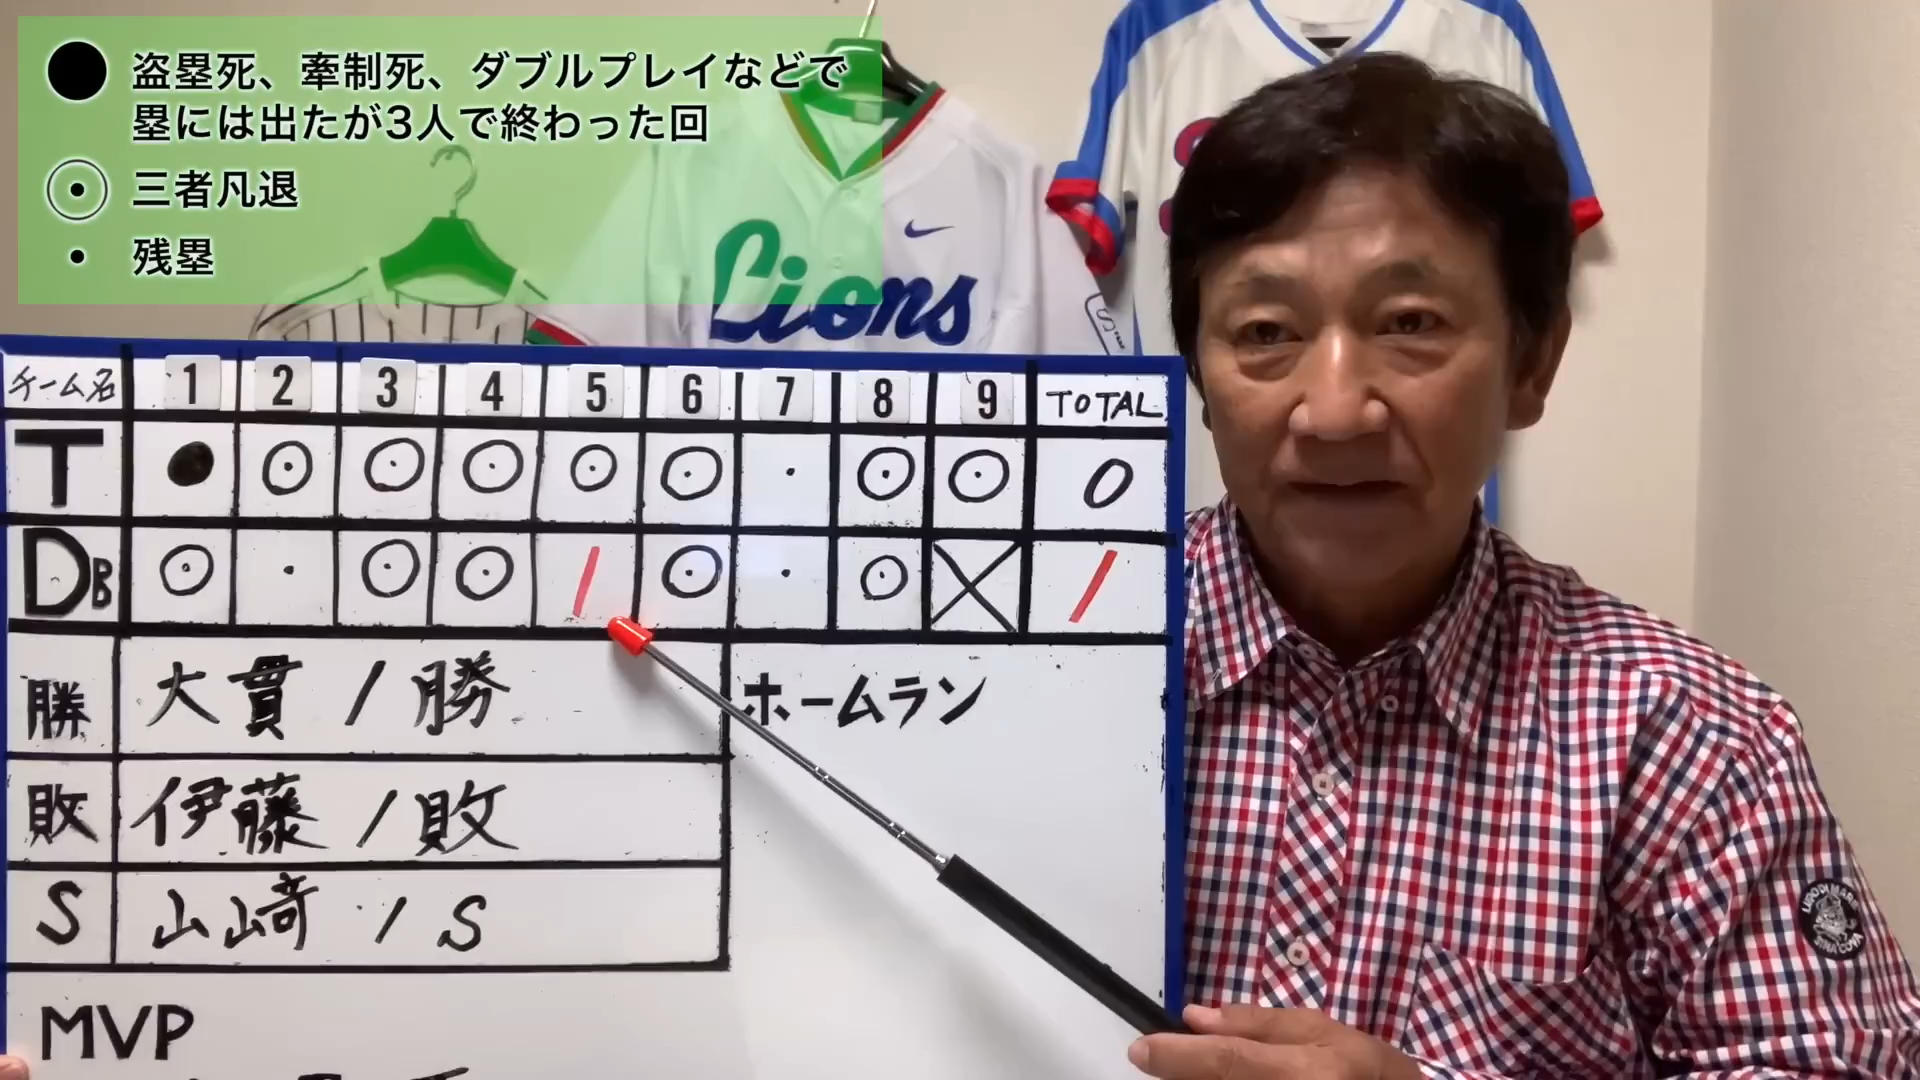 盗塁死、牽制死、ダブルプレイなどで
塁には出たが3人で終わった回
三者凡退
残塁
Lions
チーム名 1 2 3 4 5 6 7 8 9 TOTAL
T 0
DB 1 1
勝 大貫 / 勝
ホームラン
敗 伊藤 / 敗
S 山﨑 / S
MVP